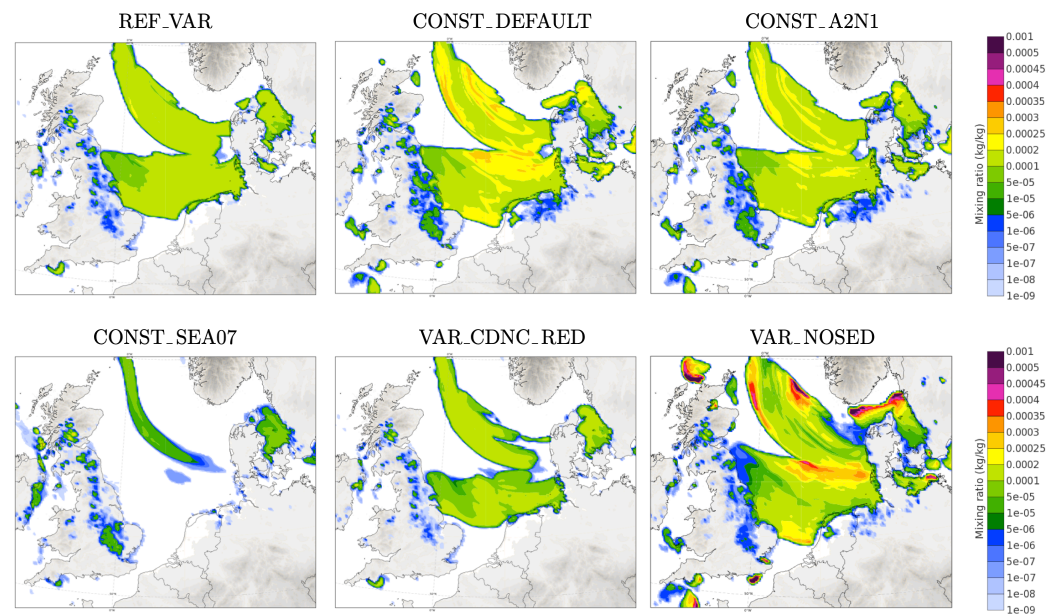 REF_VAR
CONST_DEFAULT
CONST_A2N1
0.001
0.0005
0.00045
0.0004
0.00035
0.0003
0.00025
0.0002
0.0001
5e-05
1e-05
5e-06
1e-06
5e-07
1e-07
1e-08
1e-09
Mixing ratio (kg/kg)
CONST_SEA07
VAR_CDNC_RED
VAR_NOSED
0.001
0.0005
0.00045
0.0004
0.00035
0.0003
0.00025
0.0002
0.0001
5e-05
1e-05
5e-06
1e-06
5e-07
1e-07
1e-08
1e-09
Mixing ratio (kg/kg)